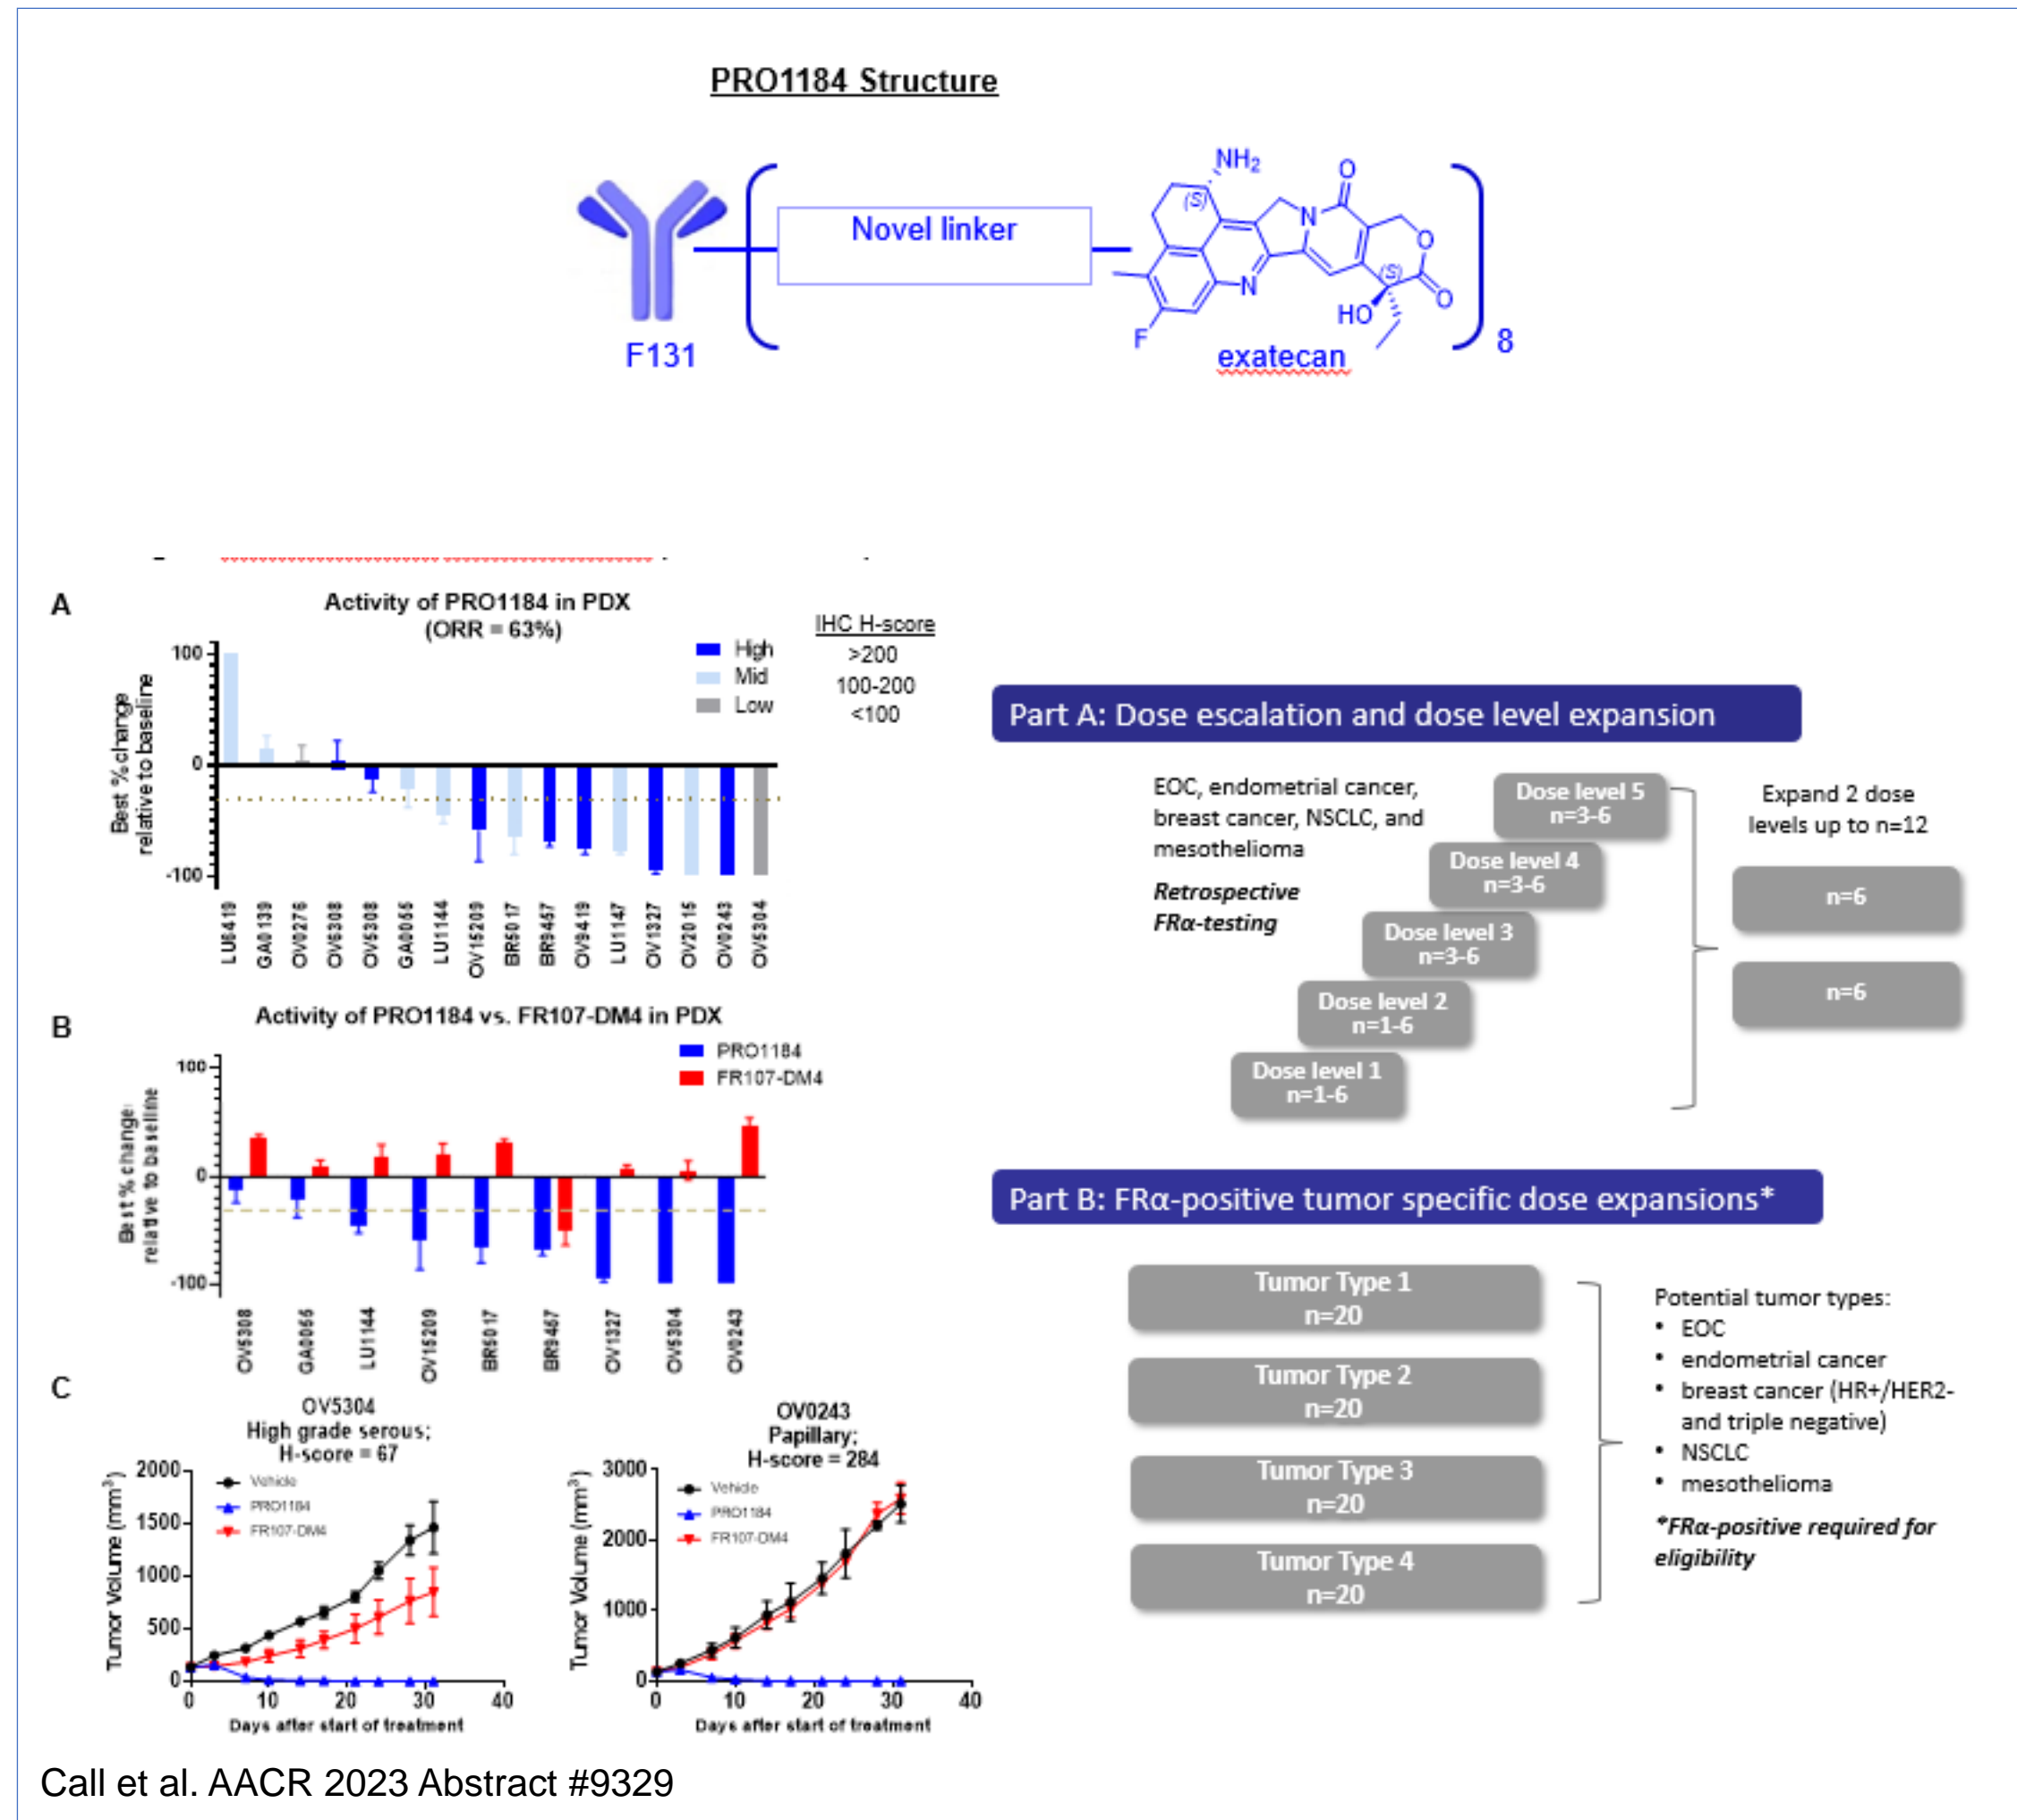 PRO1184 Structure
Novel linker
F131
NH2
(S)
O
N
O
(S)
O
N
HO
F
exatecan
8
A
Activity of PRO1184 in PDX
(ORR = 63%)
High
Mid
Low
IHC H-score
>200
100-200
<100
Best % change
relative to baseline
100
0
-100
LU6419
GA0139
OV0276
OV6308
OV5308
GA0055
LU1144
OV15209
BR5017
BR9457
OV9419
LU1147
OV1327
OV2015
OV0243
OV5304
B
Activity of PRO1184 vs. FR107-DM4 in PDX
PRO1184
FR107-DM4
Best % change
relative to baseline
100
0
-100
OV5308
GA0055
LU1144
OV15209
BR5017
BR9457
OV1327
OV5304
OV0243
C
OV5304
High grade serous;
H-score = 67
Vehicle
PRO1184
FR107-DM4
Tumor Volume (mm3)
2000
1500
1000
500
0
0 10 20 30 40
Days after start of treatment
OV0243
Papillary;
H-score = 284
Vehicle
PRO1184
FR107-DM4
Tumor Volume (mm3)
3000
2000
1000
0
0 10 20 30 40
Days after start of treatment
Part A: Dose escalation and dose level expansion
EOC, endometrial cancer,
breast cancer, NSCLC, and
mesothelioma
Retrospective
FRα-testing
Dose level 5
n=3-6
Dose level 4
n=3-6
Dose level 3
n=3-6
Dose level 2
n=1-6
Dose level 1
n=1-6
Expand 2 dose
levels up to n=12
n=6
n=6
Part B: FRα-positive tumor specific dose expansions*
Tumor Type 1
n=20
Tumor Type 2
n=20
Tumor Type 3
n=20
Tumor Type 4
n=20
Potential tumor types:
• EOC
• endometrial cancer
• breast cancer (HR+/HER2-
and triple negative)
• NSCLC
• mesothelioma
*FRα-positive required for
eligibility
Call et al. AACR 2023 Abstract #9329